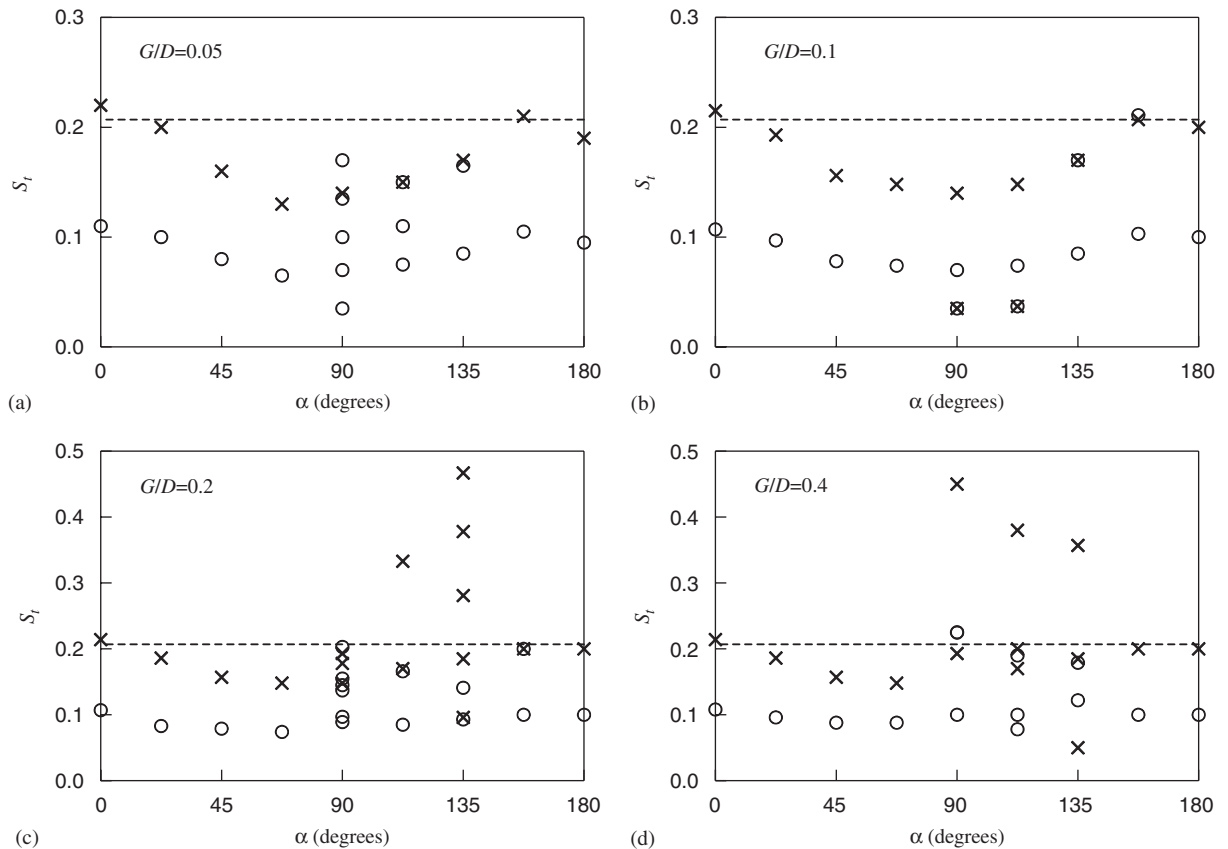 0.3
G/D=0.05
0.2
S_t
0.1
0.0
0 45 90 135 180
(a) α (degrees)
0.3
G/D=0.1
0.2
S_t
0.1
0.0
0 45 90 135 180
(b) α (degrees)
0.5
G/D=0.2
0.4
0.3
S_t
0.2
0.1
0.0
0 45 90 135 180
(c) α (degrees)
0.5
G/D=0.4
0.4
0.3
S_t
0.2
0.1
0.0
0 45 90 135 180
(d) α (degrees)